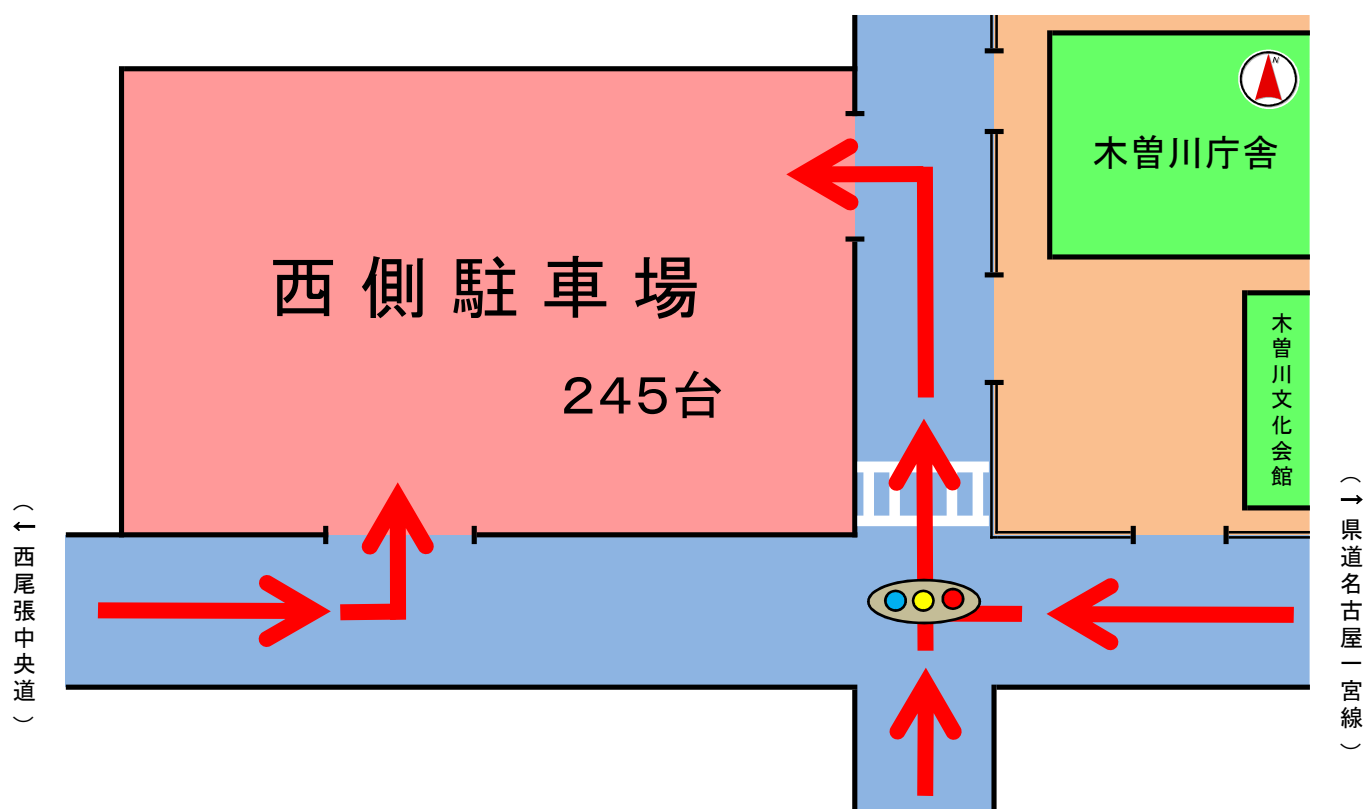 N
木曽川庁舎
西側駐車場
245台
木曽川文化会館
（← 西尾張中央道）
（→ 県道名古屋一宮線）